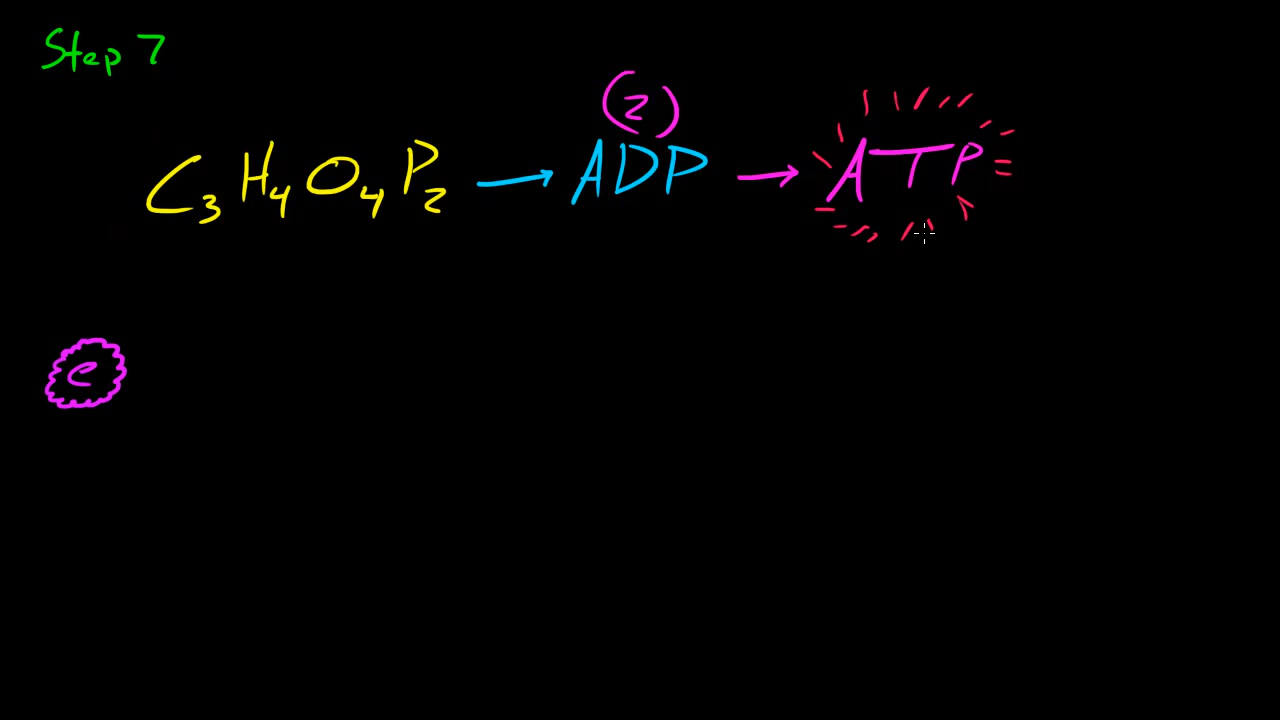 Step 7
(2)
C₃H₄O₄P₂ → ADP → ATP
e